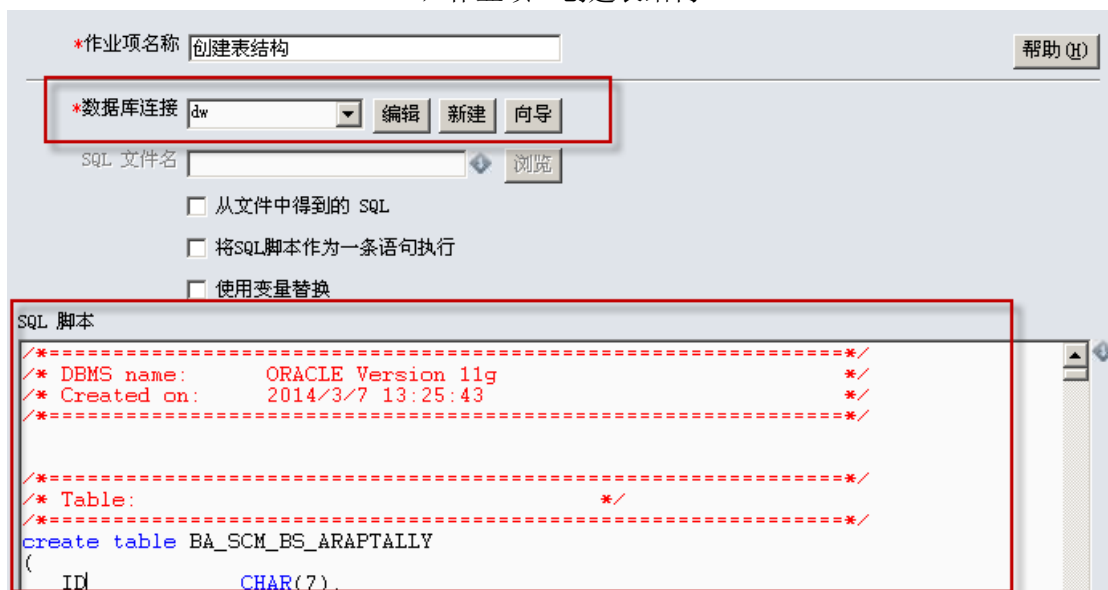 *作业项名称 创建表结构
帮助(H)
*数据库连接 dw 编辑 新建 向导
SQL 文件名 浏览
从文件中得到的 SQL
将SQL脚本作为一条语句执行
使用变量替换
SQL 脚本
/*==============================================================*/
/* DBMS name:      ORACLE Version 11g                           */
/* Created on:     2014/3/7 13:25:43                            */
/*==============================================================*/
/*==============================================================*/
/* Table:                                    */
/*==============================================================*/
create table BA_SCM_BS_ARAPTALLY
(
ID CHAR(7),